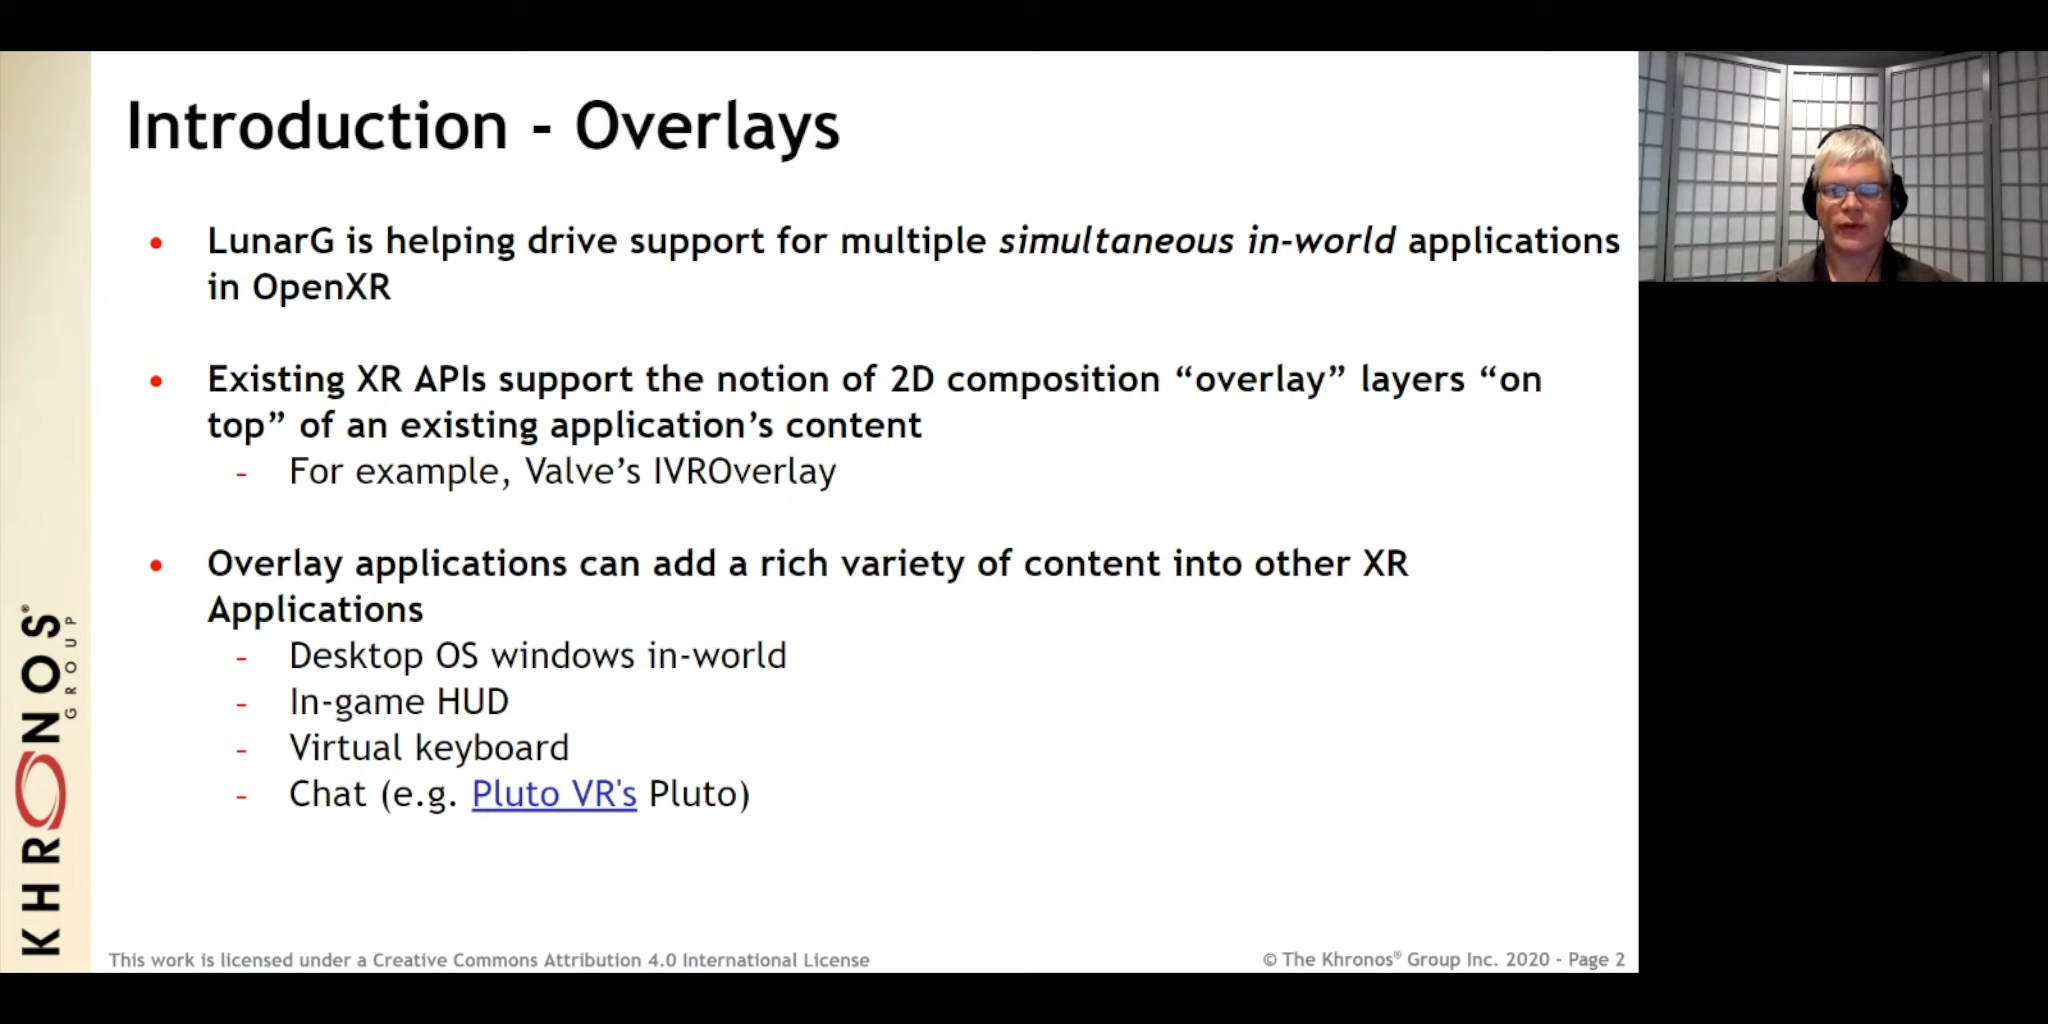 Introduction - Overlays
• LunarG is helping drive support for multiple simultaneous in-world applications
in OpenXR
• Existing XR APIs support the notion of 2D composition “overlay” layers “on
top” of an existing application’s content
- For example, Valve’s IVROverlay
• Overlay applications can add a rich variety of content into other XR
Applications
- Desktop OS windows in-world
- In-game HUD
- Virtual keyboard
- Chat (e.g. Pluto VR's Pluto)
KHRONOS®
GROUP
This work is licensed under a Creative Commons Attribution 4.0 International License
© The Khronos® Group Inc. 2020 - Page 2